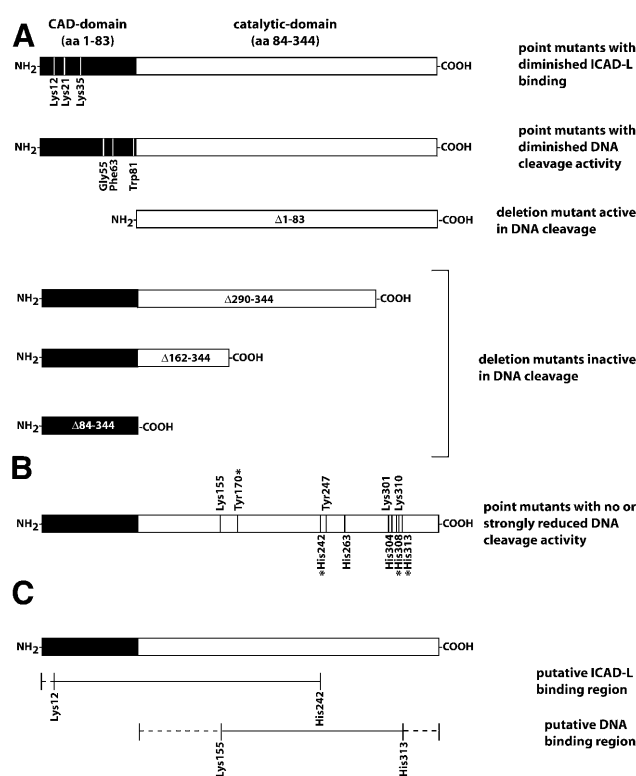 A
CAD-domain
(aa 1-83)
catalytic-domain
(aa 84-344)
NH2
COOH
Lys12
Lys21
Lys35
point mutants with
diminished ICAD-L
binding
NH2
COOH
Gly55
Phe63
Trp81
point mutants with
diminished DNA
cleavage activity
NH2
Δ1-83
COOH
deletion mutant active
in DNA cleavage
NH2
Δ290-344
COOH
NH2
Δ162-344
COOH
NH2
Δ84-344
COOH
deletion mutants inactive
in DNA cleavage
B
Lys155
Tyr170*
Tyr247
Lys301
Lys310
NH2
COOH
*His242
His263
His304
*His308
*His313
point mutants with no or
strongly reduced DNA
cleavage activity
C
NH2
COOH
Lys12
His242
putative ICAD-L
binding region
Lys155
His313
putative DNA
binding region